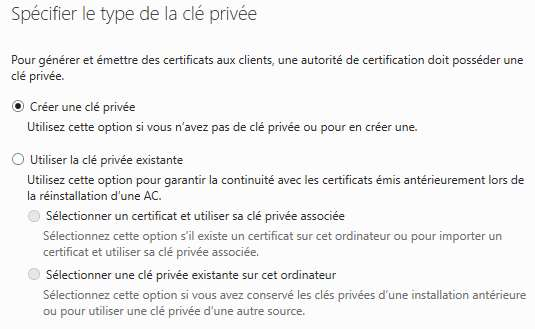 Spécifier le type de la clé privée
Pour générer et émettre des certificats aux clients, une autorité de certification doit posséder une
clé privée.
Créer une clé privée
Utilisez cette option si vous n'avez pas de clé privée ou pour en créer une.
Utiliser la clé privée existante
Utilisez cette option pour garantir la continuité avec les certificats émis antérieurement lors de
la réinstallation d'une AC.
Sélectionner un certificat et utiliser sa clé privée associée
Sélectionnez cette option s'il existe un certificat sur cet ordinateur ou pour importer un
certificat et utiliser sa clé privée associée.
Sélectionner une clé privée existante sur cet ordinateur
Sélectionnez cette option si vous avez conservé les clés privées d'une installation antérieure
ou pour utiliser une clé privée d'une autre source.